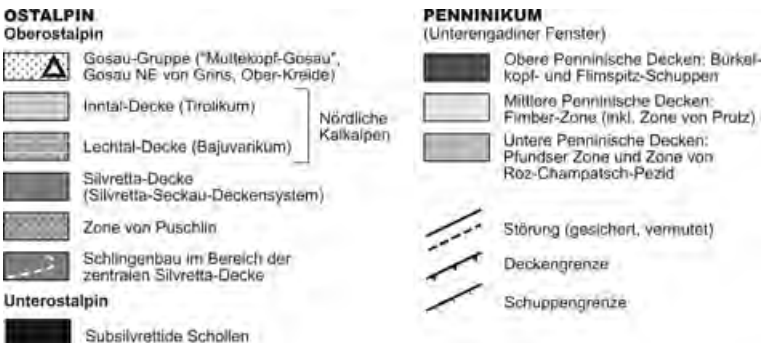 OSTALPIN
Oberostalpin
Gosau-Gruppe ("Muttekopf-Gosau",
Gosau NE von Grins, Ober-Kreide)
Inntal-Decke (Tirolikum)
Lechtal-Decke (Bajuvarikum)
Nördliche
Kalkalpen
Silvretta-Decke
(Silvretta-Seckau-Deckensystem)
Zone von Puschlin
Schlingenbau im Bereich der
zentralen Silvretta-Decke
Unterostalpin
Subsilvrettide Schollen
PENNINIKUM
(Unterengadiner Fenster)
Obere Penninische Decken: Bürkel-
kopf- und Flimspitz-Schuppen
Mittlere Penninische Decken:
Fimber-Zone (inkl. Zone von Prutz)
Untere Penninische Decken:
Pfundser Zone und Zone von
Roz-Champatsch-Pezid
Störung (gesichert, vermutet)
Deckengrenze
Schuppengrenze